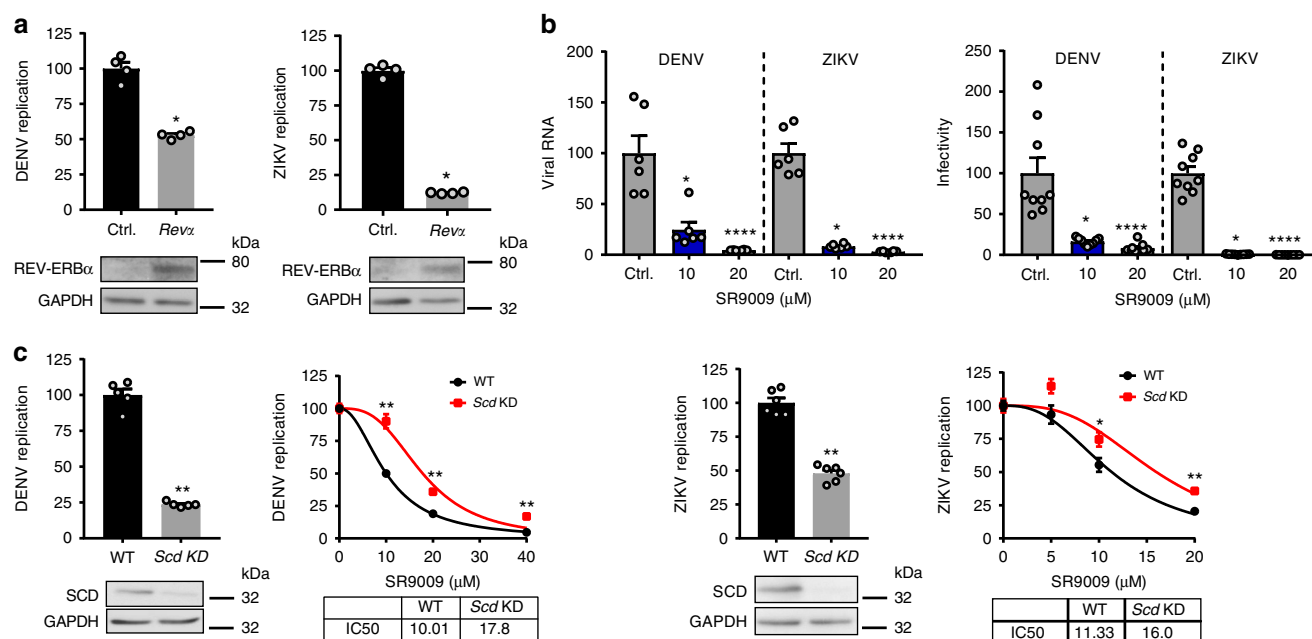 a
DENV replication
125
100
75
50
25
0
*
Ctrl.
Revα
kDa
REV-ERBα
80
GAPDH
32
ZIKV replication
125
100
75
50
25
0
*
Ctrl.
Revα
kDa
REV-ERBα
80
GAPDH
32
b
Viral RNA
200
150
100
50
0
DENV
ZIKV
*
****
*
****
Ctrl.
10
20
Ctrl.
10
20
SR9009 (μM)
Infectivity
250
200
150
100
50
0
DENV
ZIKV
*
****
*
****
Ctrl.
10
20
Ctrl.
10
20
SR9009 (μM)
c
DENV replication
125
100
75
50
25
0
**
WT
Scd KD
kDa
SCD
32
GAPDH
32
DENV replication
125
100
75
50
25
0
WT
Scd KD
**
**
**
0
10
20
30
40
SR9009 (μM)
WT
Scd KD
IC50
10.01
17.8
ZIKV replication
125
100
75
50
25
0
**
WT
Scd KD
kDa
SCD
32
GAPDH
32
ZIKV replication
125
100
75
50
25
0
WT
Scd KD
*
**
0
5
10
15
20
SR9009 (μM)
WT
Scd KD
IC50
11.33
16.0